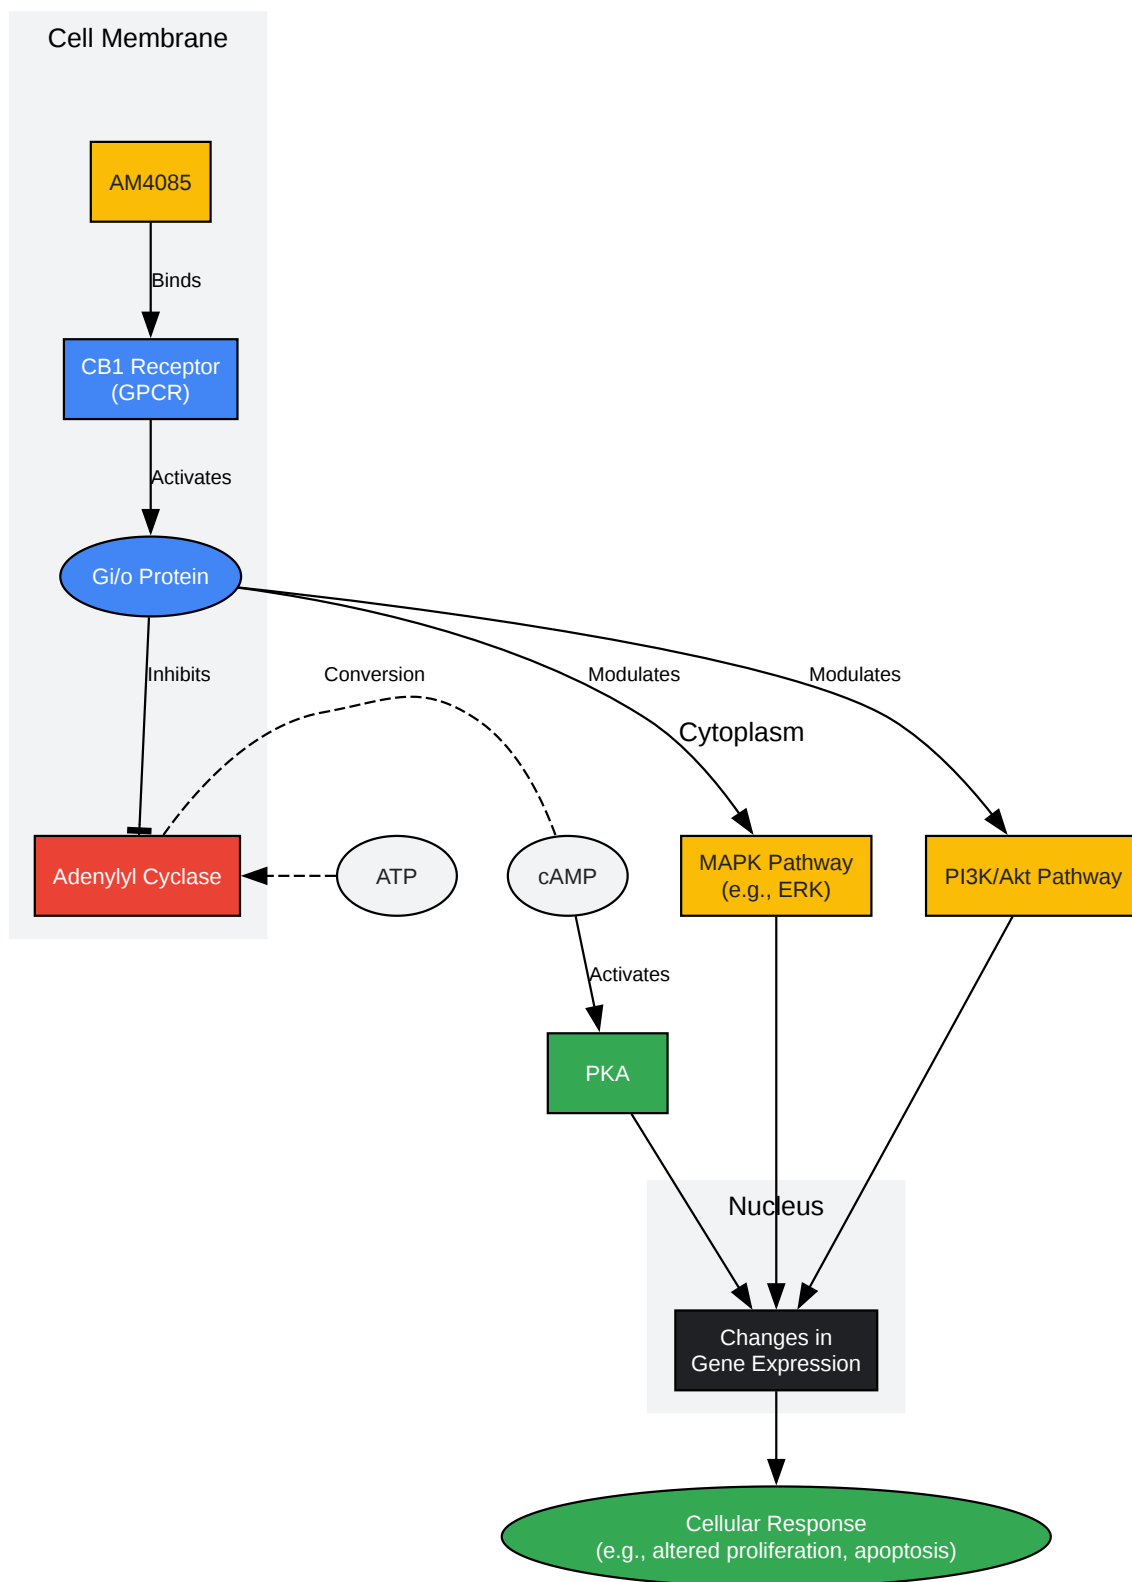 Cell Membrane
AM4085
Binds
CB1 Receptor
(GPCR)
Activates
Gi/o Protein
Inhibits
Conversion
Modulates
Modulates
Cytoplasm
Adenylyl Cyclase
ATP
cAMP
MAPK Pathway
(e.g., ERK)
PI3K/Akt Pathway
Activates
PKA
Nucleus
Changes in
Gene Expression
Cellular Response
(e.g., altered proliferation, apoptosis)